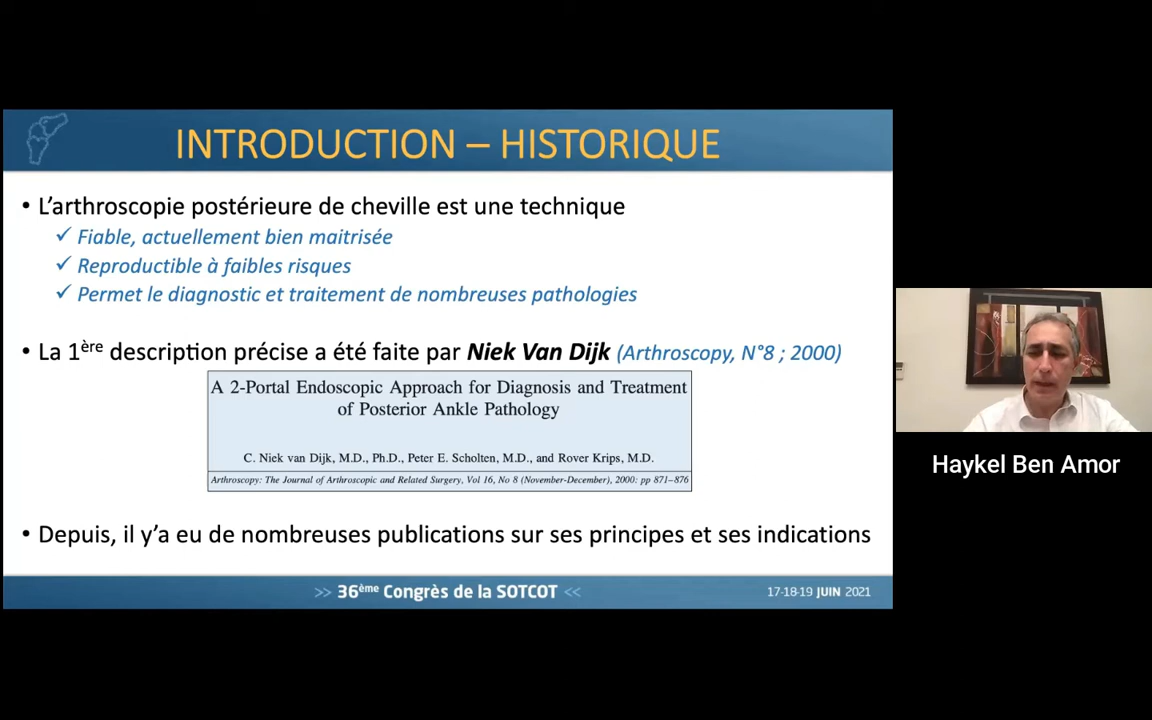 INTRODUCTION – HISTORIQUE
• L’arthroscopie postérieure de cheville est une technique
✓ Fiable, actuellement bien maitrisée
✓ Reproductible à faibles risques
✓ Permet le diagnostic et traitement de nombreuses pathologies
• La 1ère description précise a été faite par Niek Van Dijk (Arthroscopy, N°8 ; 2000)
A 2-Portal Endoscopic Approach for Diagnosis and Treatment
of Posterior Ankle Pathology
C. Niek van Dijk, M.D., Ph.D., Peter E. Scholten, M.D., and Rover Krips, M.D.
Arthroscopy: The Journal of Arthroscopic and Related Surgery, Vol 16, No 8 (November-December), 2000: pp 871–876
• Depuis, il y’a eu de nombreuses publications sur ses principes et ses indications
>> 36ème Congrès de la SOTCOT <<
17-18-19 JUIN 2021
Haykel Ben Amor